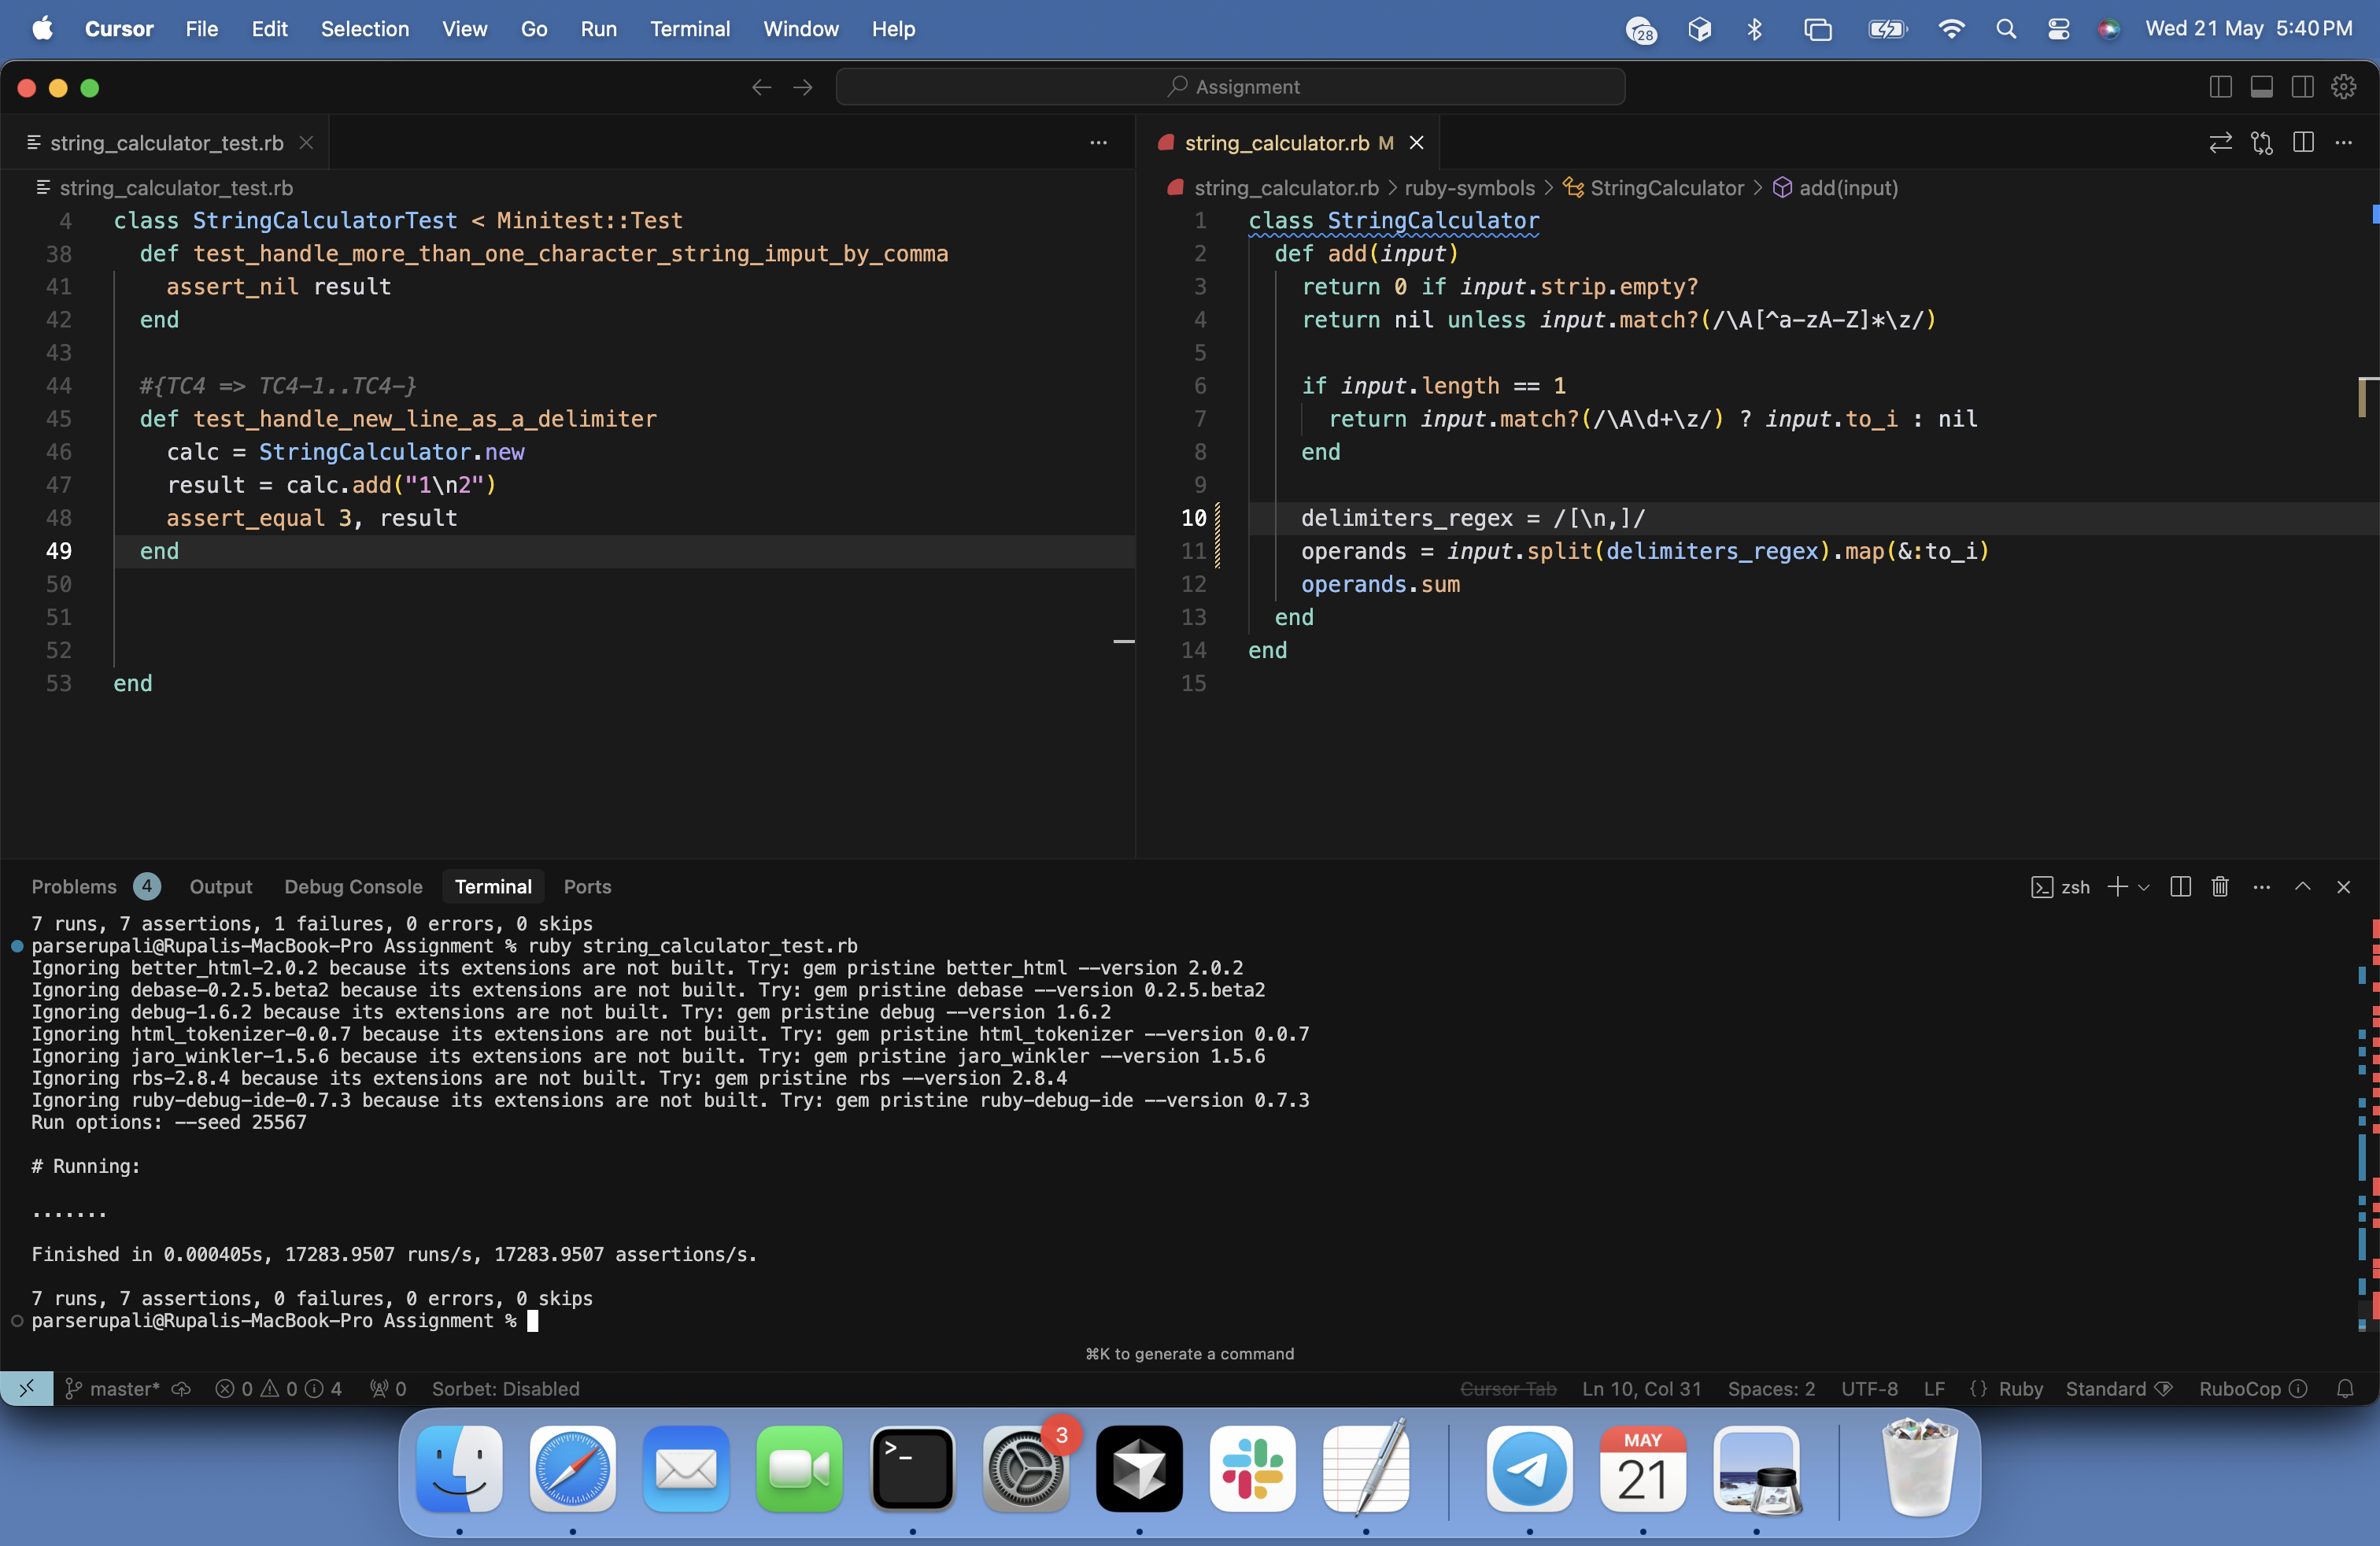 Cursor File Edit Selection View Go Run Terminal Window Help 28 Wed 21 May 5:40 PM
Assignment
string_calculator_test.rb
string_calculator_test.rb
4 class StringCalculatorTest < Minitest::Test
38 def test_handle_more_than_one_character_string_imput_by_comma
41 assert_nil result
42 end
43
44 #{TC4 => TC4-1..TC4-}
45 def test_handle_new_line_as_a_delimiter
46 calc = StringCalculator.new
47 result = calc.add("1\n2")
48 assert_equal 3, result
49 end
50
51
52
53 end
string_calculator.rb M
string_calculator.rb > ruby-symbols > StringCalculator > add(input)
1 class StringCalculator
2 def add(input)
3 return 0 if input.strip.empty?
4 return nil unless input.match?(/\A[^a-zA-Z]*\z/)
5
6 if input.length == 1
7 return input.match?(/\A\d+\z/) ? input.to_i : nil
8 end
9
10 delimiters_regex = /[\n,]/
11 operands = input.split(delimiters_regex).map(&:to_i)
12 operands.sum
13 end
14 end
15
Problems 4 Output Debug Console Terminal Ports zsh
7 runs, 7 assertions, 1 failures, 0 errors, 0 skips
parserupali@Rupalis-MacBook-Pro Assignment % ruby string_calculator_test.rb
Ignoring better_html-2.0.2 because its extensions are not built. Try: gem pristine better_html --version 2.0.2
Ignoring debase-0.2.5.beta2 because its extensions are not built. Try: gem pristine debase --version 0.2.5.beta2
Ignoring debug-1.6.2 because its extensions are not built. Try: gem pristine debug --version 1.6.2
Ignoring html_tokenizer-0.0.7 because its extensions are not built. Try: gem pristine html_tokenizer --version 0.0.7
Ignoring jaro_winkler-1.5.6 because its extensions are not built. Try: gem pristine jaro_winkler --version 1.5.6
Ignoring rbs-2.8.4 because its extensions are not built. Try: gem pristine rbs --version 2.8.4
Ignoring ruby-debug-ide-0.7.3 because its extensions are not built. Try: gem pristine ruby-debug-ide --version 0.7.3
Run options: --seed 25567
# Running:
.......
Finished in 0.000405s, 17283.9507 runs/s, 17283.9507 assertions/s.
7 runs, 7 assertions, 0 failures, 0 errors, 0 skips
parserupali@Rupalis-MacBook-Pro Assignment %
⌘K to generate a command
master* 0 0 4 0 Sorbet: Disabled Cursor Tab Ln 10, Col 31 Spaces: 2 UTF-8 LF {} Ruby Standard RuboCop
3
MAY
21